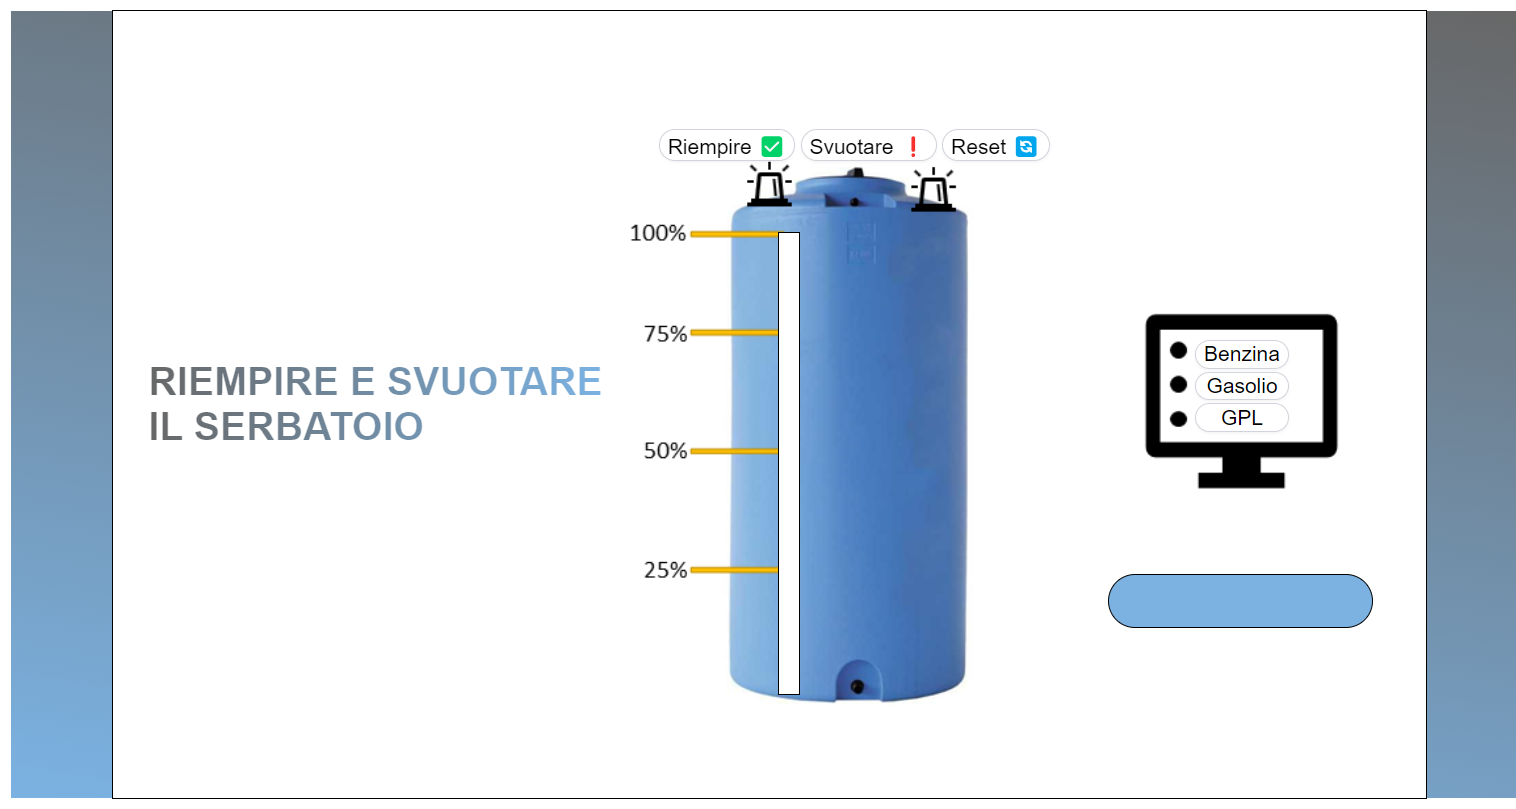 Riempire ✅ Svuotare ❗ Reset 🔄
100%
75%
RIEMPIRE E SVUOTARE
IL SERBATOIO
50%
25%
Benzina
Gasolio
GPL